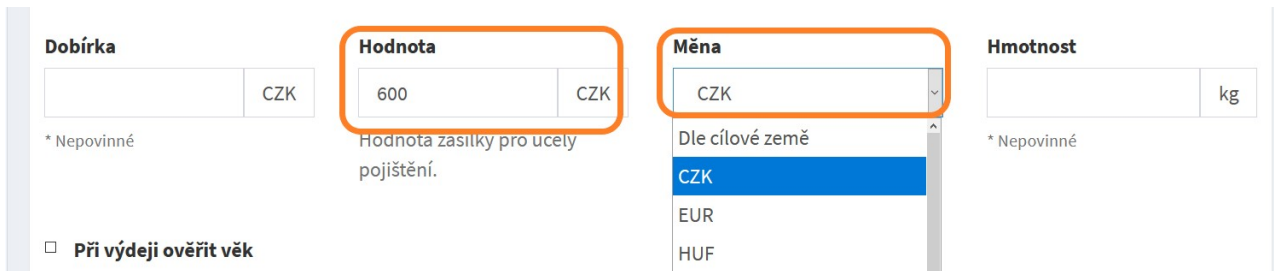 Dobírka Hodnota Měna Hmotnost
CZK 600 CZK CZK kg
* Nepovinné Hodnota zásilky pro účely Dle cílové země * Nepovinné
pojištění. CZK
EUR
Při výdeji ověřit věk HUF